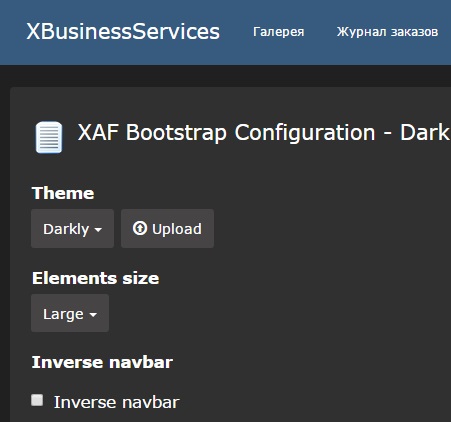 XBusinessServices Галерея Журнал заказов
XAF Bootstrap Configuration - Dark
Theme
Darkly Upload
Elements size
Large
Inverse navbar
Inverse navbar